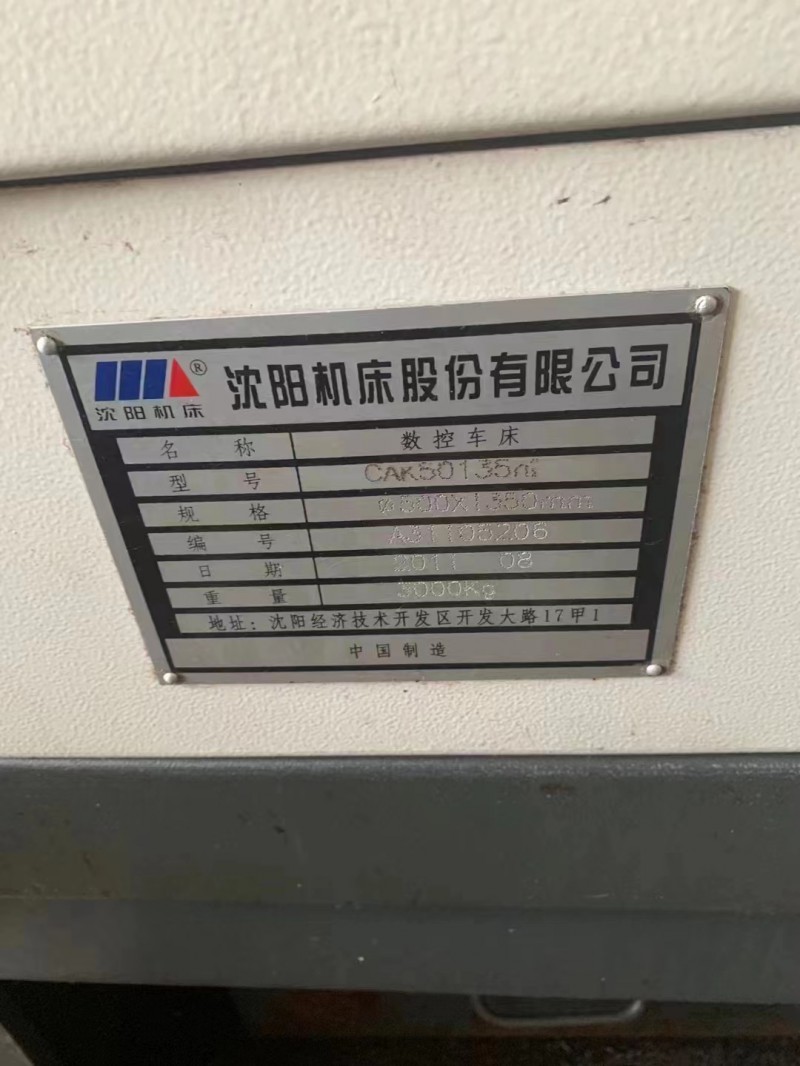 ® 沈阳机床股份有限公司
沈阳机床
名 称 数控车床
型 号 CAK50135ni
规 格 φ500X1350mm
编 号
日 期 2011 08
重 量 3000Kg
地址：沈阳经济技术开发区开发大路17甲1
中国制造